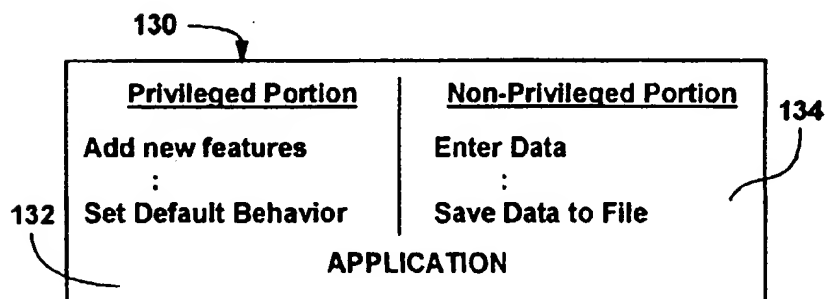 130
Privileged Portion
Non-Privileged Portion
134
Add new features
Enter Data
:
:
132
Set Default Behavior
Save Data to File
APPLICATION